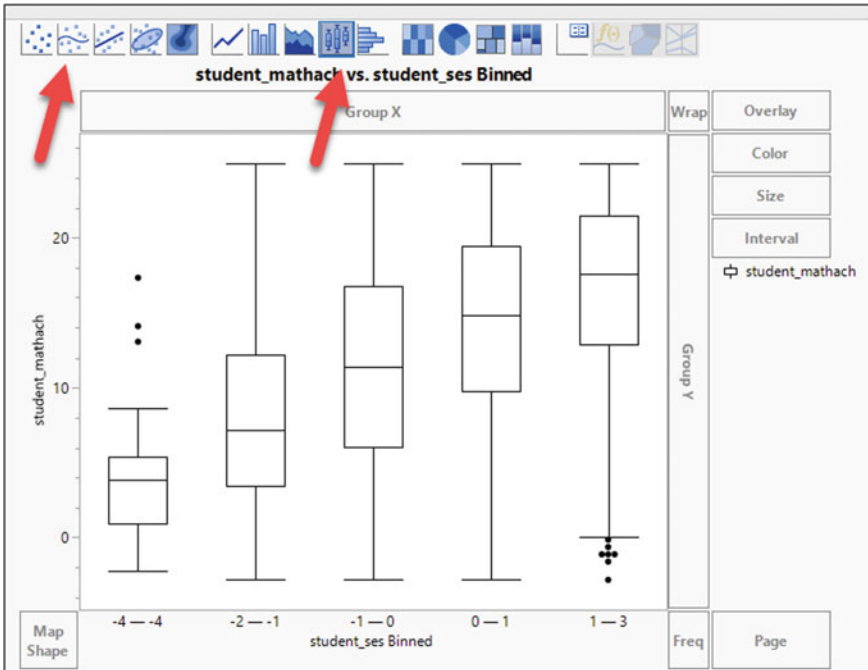 f()
student_mathach vs. student_ses Binned
Group X
Wrap
Overlay
Color
Size
Interval
student_mathach
student_mathach
20
10
0
Group Y
-4 — -4
-2 — -1
-1 — 0
0 — 1
1 — 3
student_ses Binned
Map
Shape
Freq
Page